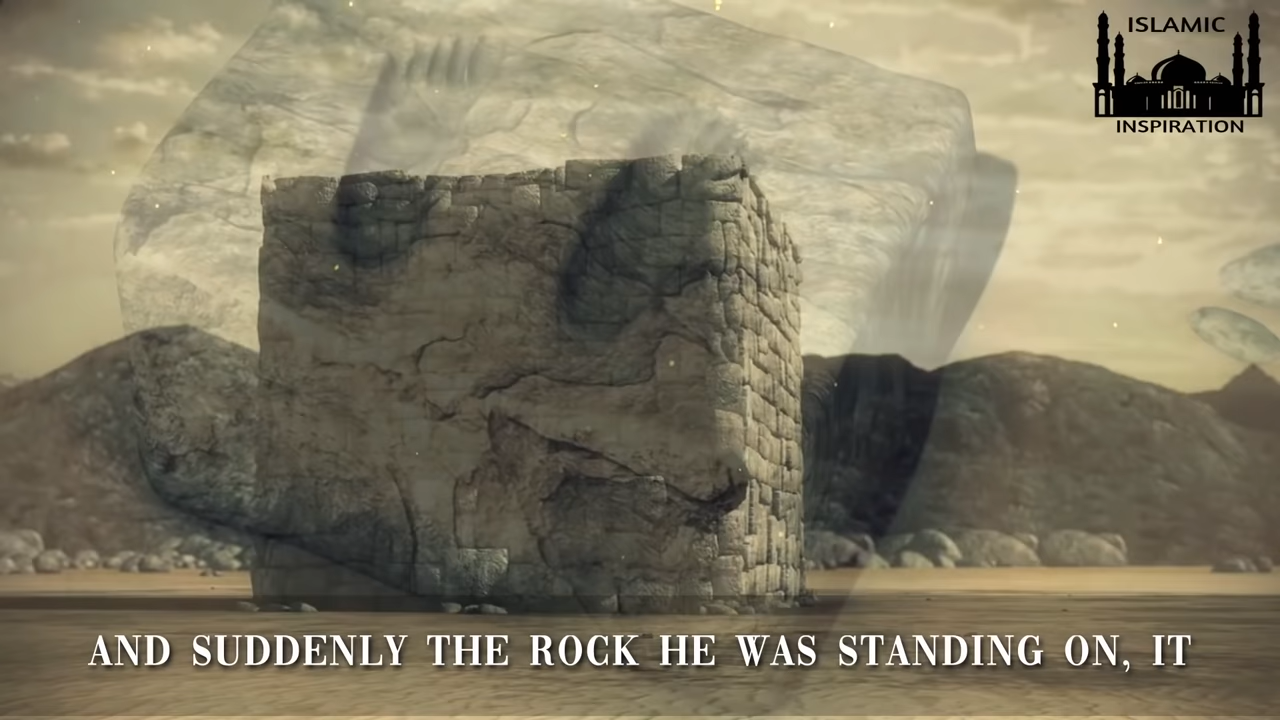 ISLAMIC
INSPIRATION
AND SUDDENLY THE ROCK HE WAS STANDING ON, IT